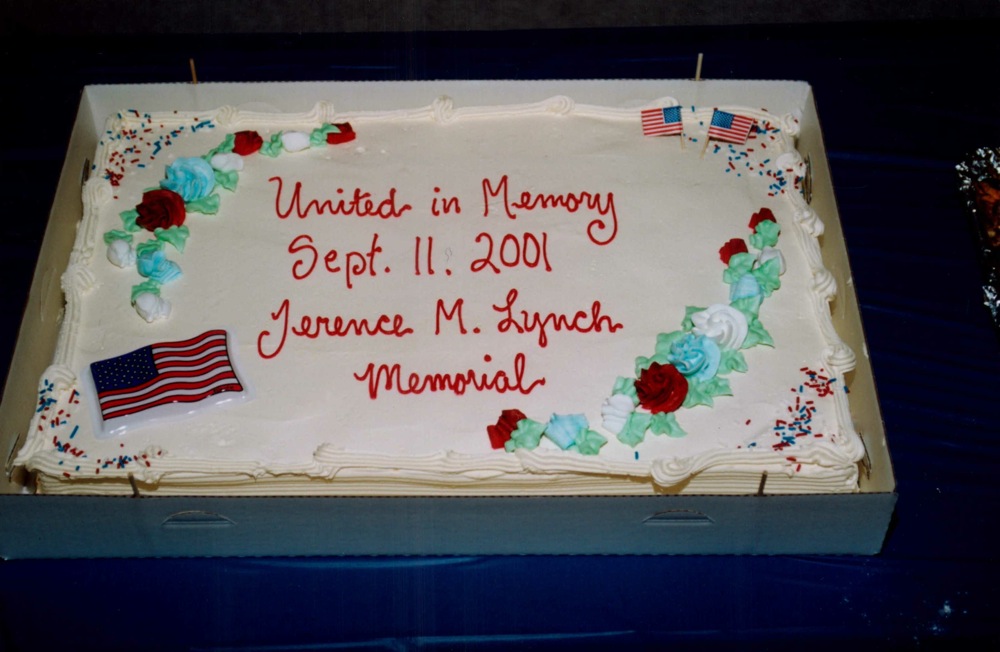 United in Memory
Sept. 11. 2001
Terence M. Lynch
Memorial